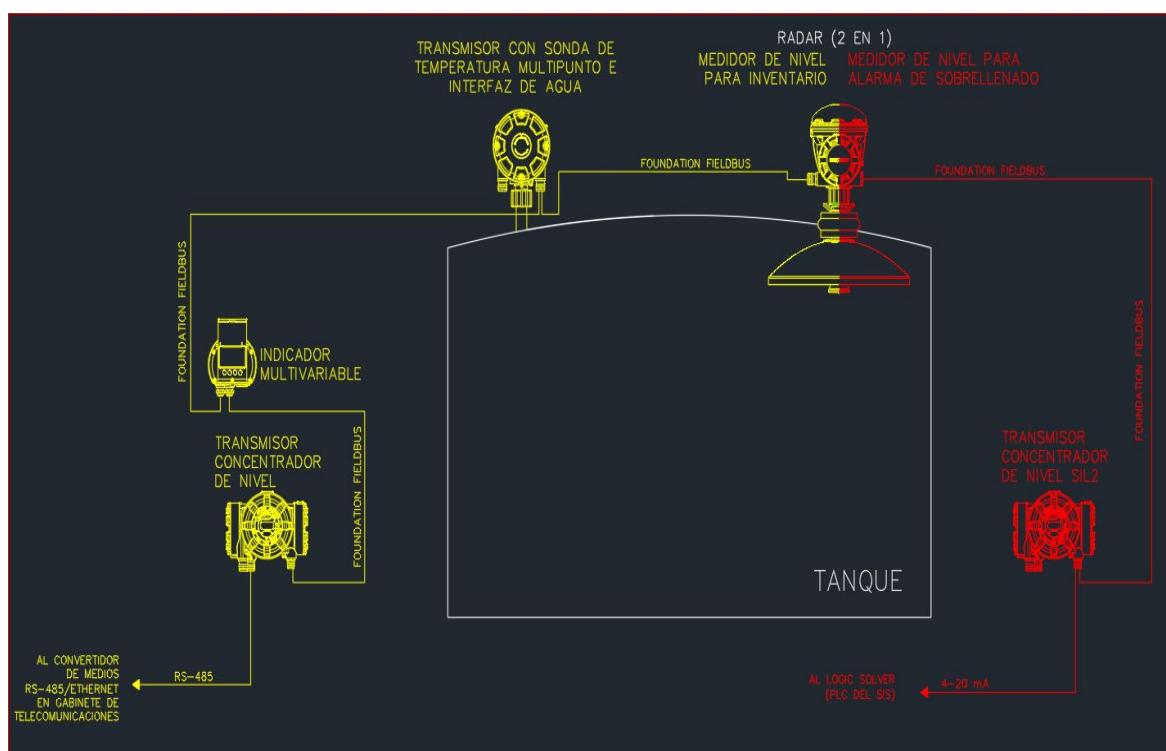 RADAR (2 EN 1)
TRANSMISOR CON SONDA DE
TEMPERATURA MULTIPUNTO E
INTERFAZ DE AGUA
MEDIDOR DE NIVEL
PARA INVENTARIO
MEDIDOR DE NIVEL PARA
ALARMA DE SOBRELLENADO
FOUNDATION FIELDBUS
FOUNDATION FIELDBUS
FOUNDATION FIELDBUS
FOUNDATION FIELDBUS
INDICADOR
MULTIVARIABLE
TRANSMISOR
CONCENTRADOR
DE NIVEL
FOUNDATION FIELDBUS
TRANSMISOR
CONCENTRADOR
DE NIVEL SIL2
TANQUE
AL CONVERTIDOR
DE MEDIOS
RS-485/ETHERNET
EN GABINETE DE
TELECOMUNICACIONES
RS-485
AL LOGIC SOLVER
(PLC DEL SIS)
4-20 mA